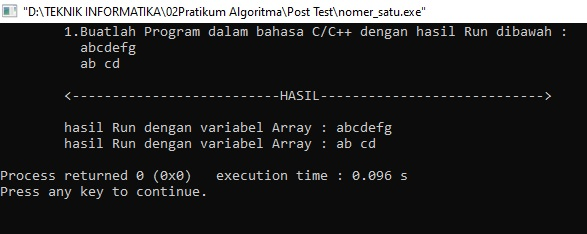 "D:\TEKNIK INFORMATIKA\02Pratikum Algoritma\Post Test\nomer_satu.exe"
1.Buatlah Program dalam bahasa C/C++ dengan hasil Run dibawah :
abcdefg
ab cd
<--------------------------HASIL---------------------------->
hasil Run dengan variabel Array : abcdefg
hasil Run dengan variabel Array : ab cd
Process returned 0 (0x0)   execution time : 0.096 s
Press any key to continue.